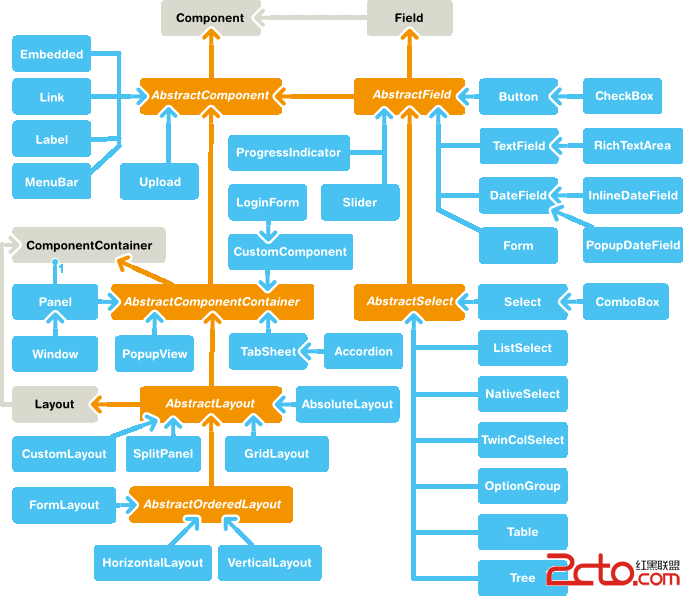 Component
Field
Embedded
Link
Label
MenuBar
AbstractComponent
Upload
AbstractField
Button
CheckBox
ProgressIndicator
TextField
RichTextArea
LoginForm
Slider
DateField
InlineDateField
CustomComponent
Form
PopupDateField
ComponentContainer
1
Panel
AbstractComponentContainer
AbstractSelect
Select
ComboBox
Window
PopupView
TabSheet
Accordion
ListSelect
Layout
AbstractLayout
AbsoluteLayout
NativeSelect
CustomLayout
SplitPanel
GridLayout
TwinColSelect
FormLayout
AbstractOrderedLayout
OptionGroup
Table
HorizontalLayout
VerticalLayout
Tree
2cto.com
红黑联盟